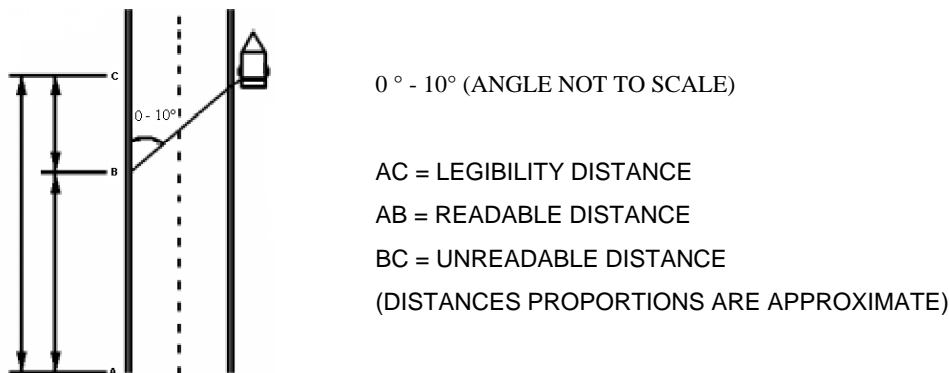 C
0 - 10°
B
A
0 ° - 10° (ANGLE NOT TO SCALE)
AC = LEGIBILITY DISTANCE
AB = READABLE DISTANCE
BC = UNREADABLE DISTANCE
(DISTANCES PROPORTIONS ARE APPROXIMATE)